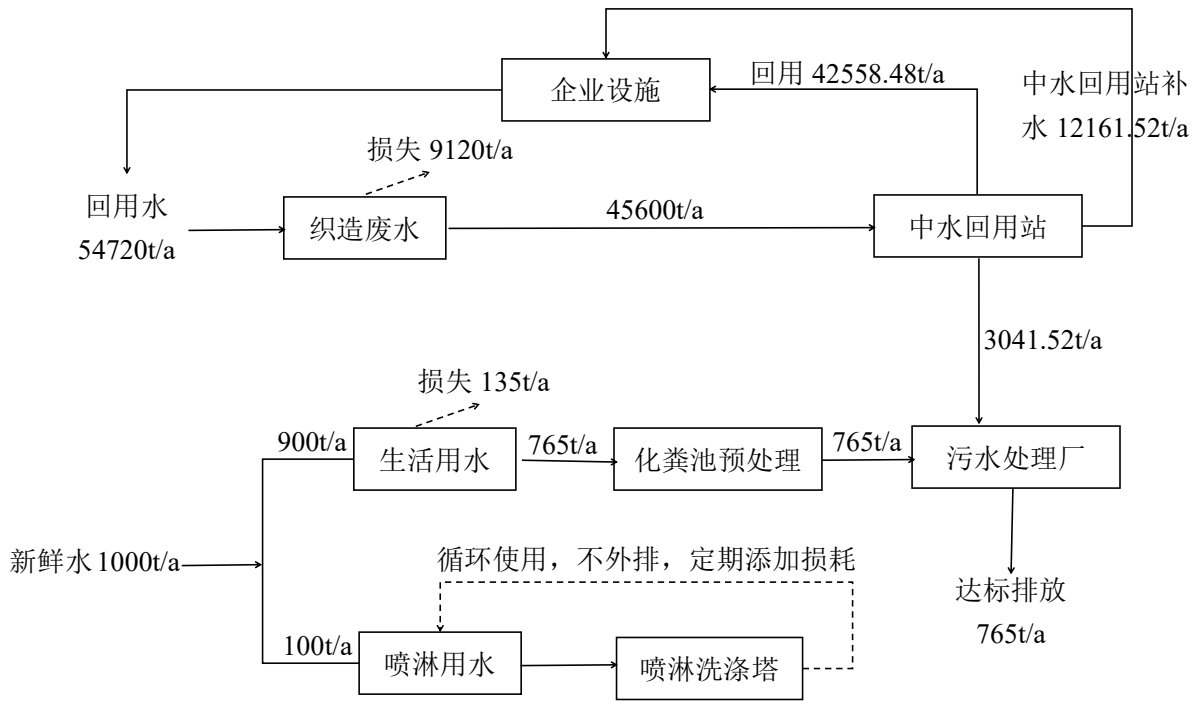 企业设施
回用 42558.48t/a
中水回用站补
水 12161.52t/a
损失 9120t/a
回用水
54720t/a
织造废水
45600t/a
中水回用站
3041.52t/a
损失 135t/a
900t/a
生活用水
765t/a
化粪池预处理
765t/a
污水处理厂
新鲜水 1000t/a
循环使用，不外排，定期添加损耗
达标排放
765t/a
100t/a
喷淋用水
喷淋洗涤塔